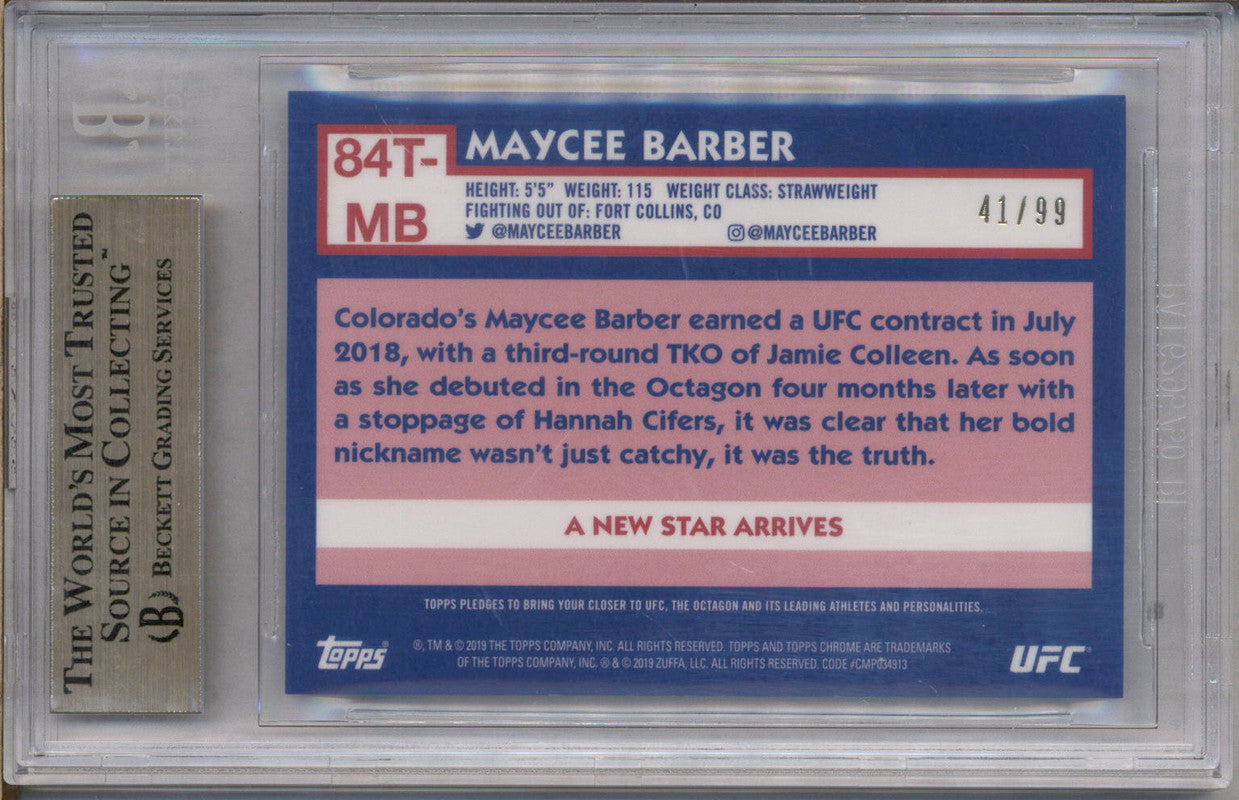 THE WORLD'S MOST TRUSTED
SOURCE IN COLLECTING™
B BECKETT GRADING SERVICES
84T-
MB
MAYCEE BARBER
HEIGHT: 5'5" WEIGHT: 115 WEIGHT CLASS: STRAWWEIGHT
FIGHTING OUT OF: FORT COLLINS, CO
@MAYCEEBARBER @MAYCEEBARBER
41/99
Colorado's Maycee Barber earned a UFC contract in July
2018, with a third-round TKO of Jamie Colleen. As soon
as she debuted in the Octagon four months later with
a stoppage of Hannah Cifers, it was clear that her bold
nickname wasn't just catchy, it was the truth.
A NEW STAR ARRIVES
TOPPS PLEDGES TO BRING YOUR CLOSER TO UFC, THE OCTAGON AND ITS LEADING ATHLETES AND PERSONALITIES.
topps®
®, TM & © 2019 THE TOPPS COMPANY, INC. ALL RIGHTS RESERVED. TOPPS AND TOPPS CHROME ARE TRADEMARKS
OF THE TOPPS COMPANY, INC. ® & © 2019 ZUFFA, LLC. ALL RIGHTS RESERVED. CODE #CMP034913
UFC®